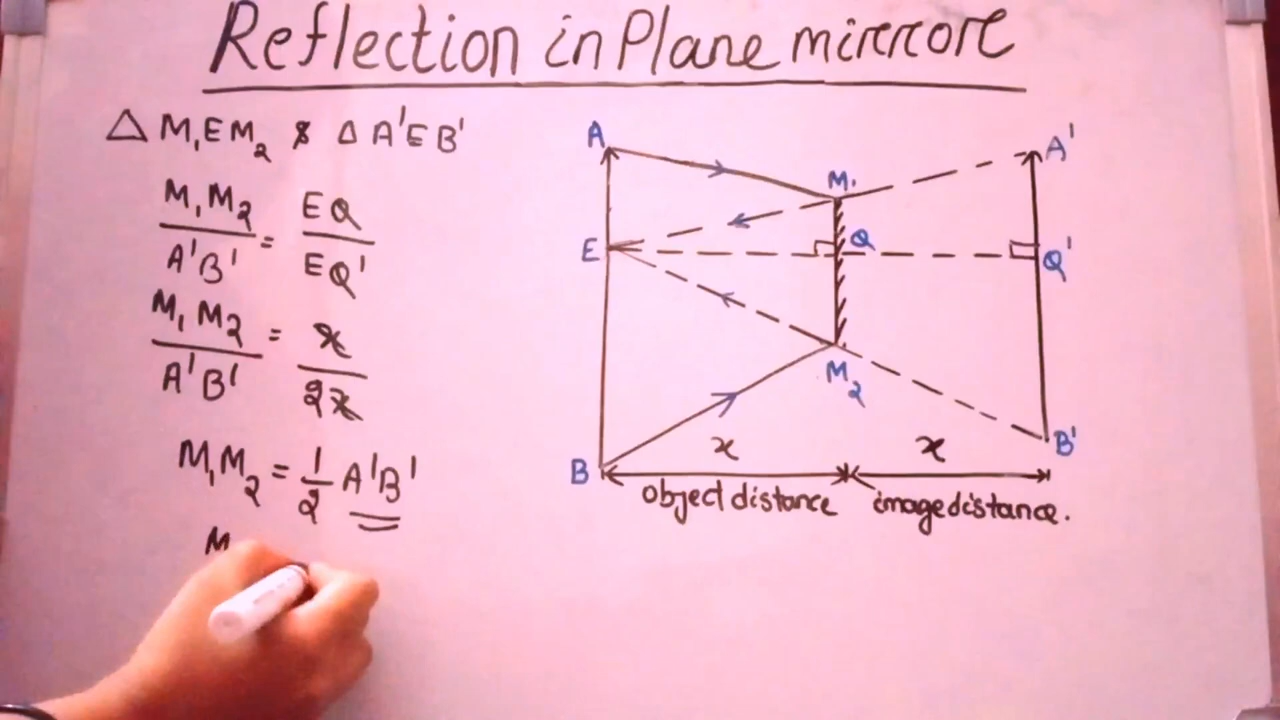 Reflection in Plane mirrore
△ M₁EM₂ & △ A'EB'
M₁M₂ / A'B' = EQ / EQ'
M₁M₂ / A'B' = x / 2x
M₁M₂ = 1/2 A'B'
M
A
M₁
A'
E
Q
Q'
M₂
B
x
x
B'
object distance
image distance.